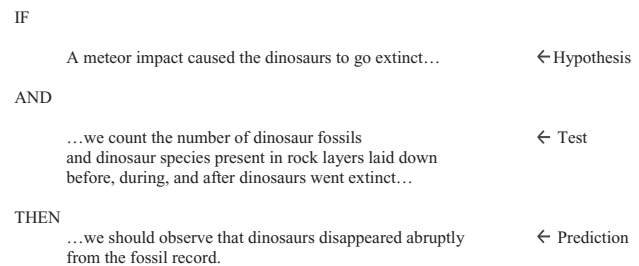 IF
A meteor impact caused the dinosaurs to go extinct… ←Hypothesis
AND
…we count the number of dinosaur fossils ← Test
and dinosaur species present in rock layers laid down
before, during, and after dinosaurs went extinct…
THEN
…we should observe that dinosaurs disappeared abruptly ← Prediction
from the fossil record.